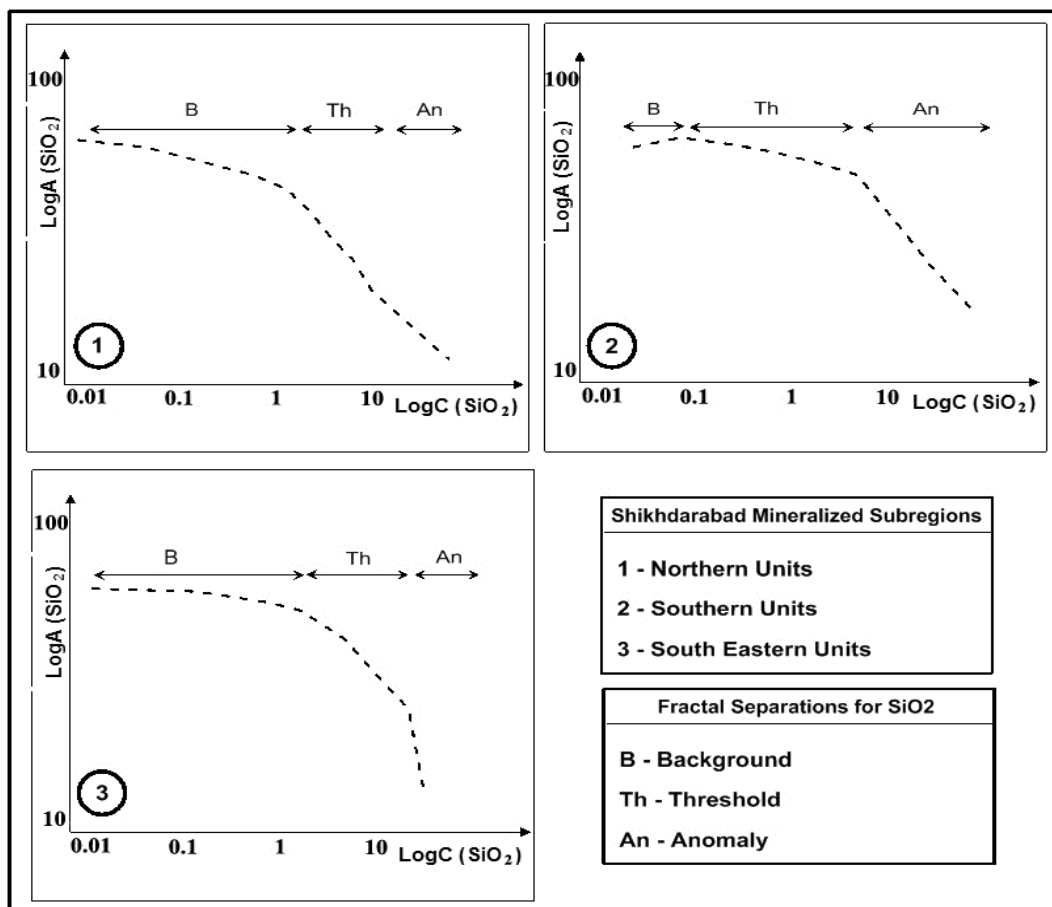 100
B
Th
An
LogA (SiO₂)
1
10
0.01
0.1
1
10
LogC (SiO₂)
100
B
Th
An
LogA (SiO₂)
2
10
0.01
0.1
1
10
LogC (SiO₂)
100
B
Th
An
LogA (SiO₂)
3
10
0.01
0.1
1
10
LogC (SiO₂)
Shikhdarabad Mineralized Subregions
1 - Northern Units
2 - Southern Units
3 - South Eastern Units
Fractal Separations for SiO2
B - Background
Th - Threshold
An - Anomaly